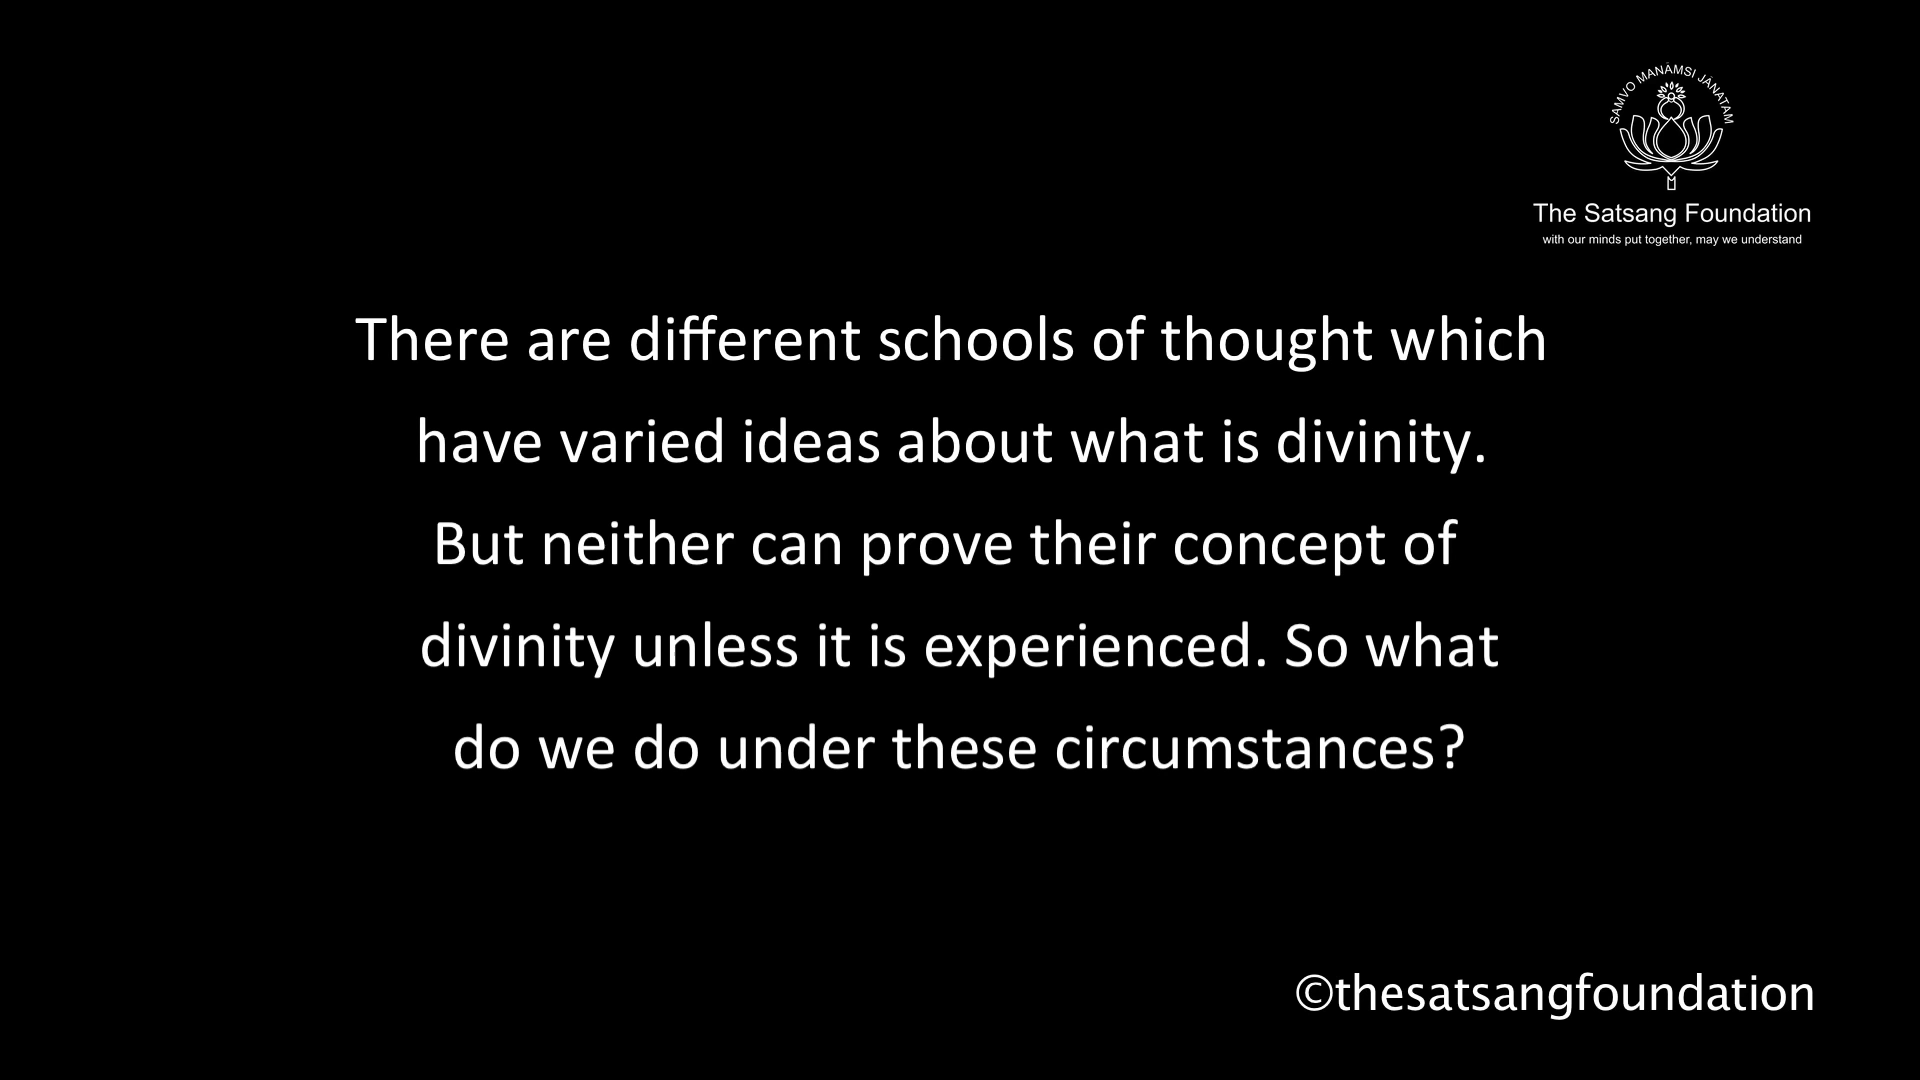 SAMVO MANĀMSI JĀNATAM
The Satsang Foundation
with our minds put together, may we understand
There are different schools of thought which
have varied ideas about what is divinity.
But neither can prove their concept of
divinity unless it is experienced. So what
do we do under these circumstances?
©thesatsangfoundation